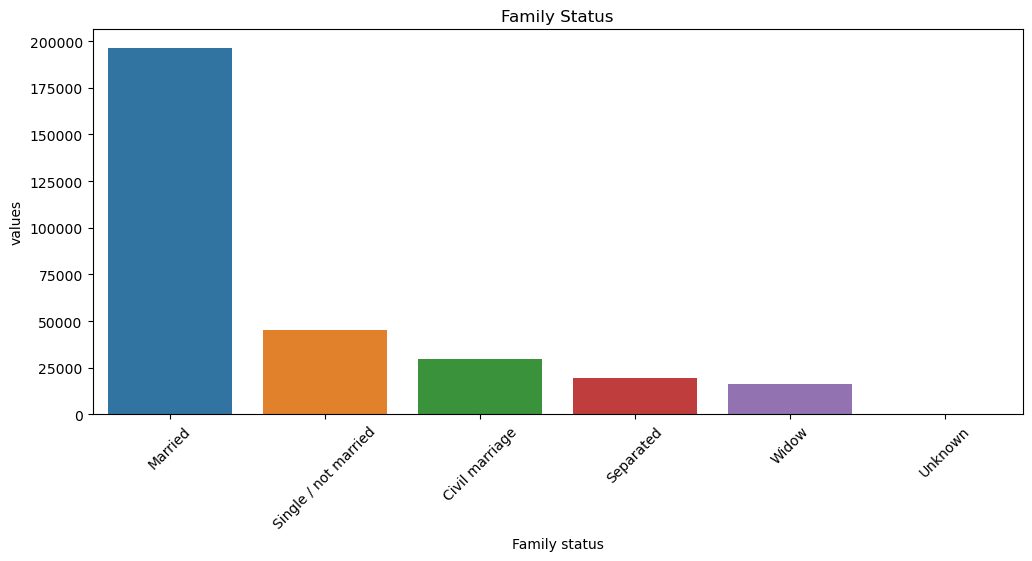 Family Status
200000
175000
150000
125000
100000
75000
50000
25000
0
values
Married
Single / not married
Civil marriage
Separated
Widow
Unknown
Family status